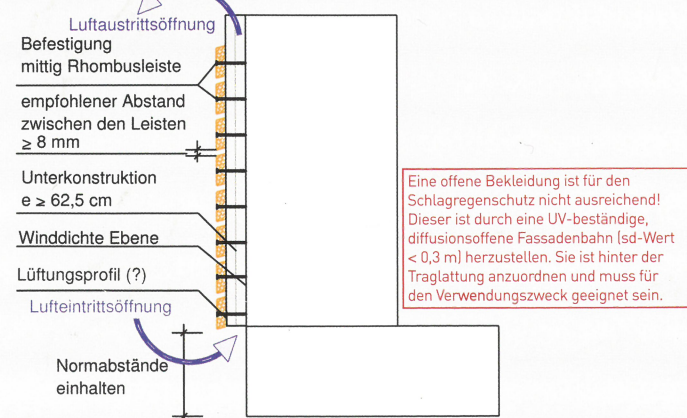 Luftaustrittsöffnung
Befestigung
mittig Rhombusleiste
empfohlener Abstand
zwischen den Leisten
≥ 8 mm
Unterkonstruktion
e ≥ 62,5 cm
Winddichte Ebene
Lüftungsprofil (?)
Lufteintrittsöffnung
Normabstände
einhalten
Eine offene Bekleidung ist für den
Schlagregenschutz nicht ausreichend!
Dieser ist durch eine UV-beständige,
diffusionsoffene Fassadenbahn (sd-Wert
< 0,3 m) herzustellen. Sie ist hinter der
Traglattung anzuordnen und muss für
den Verwendungszweck geeignet sein.